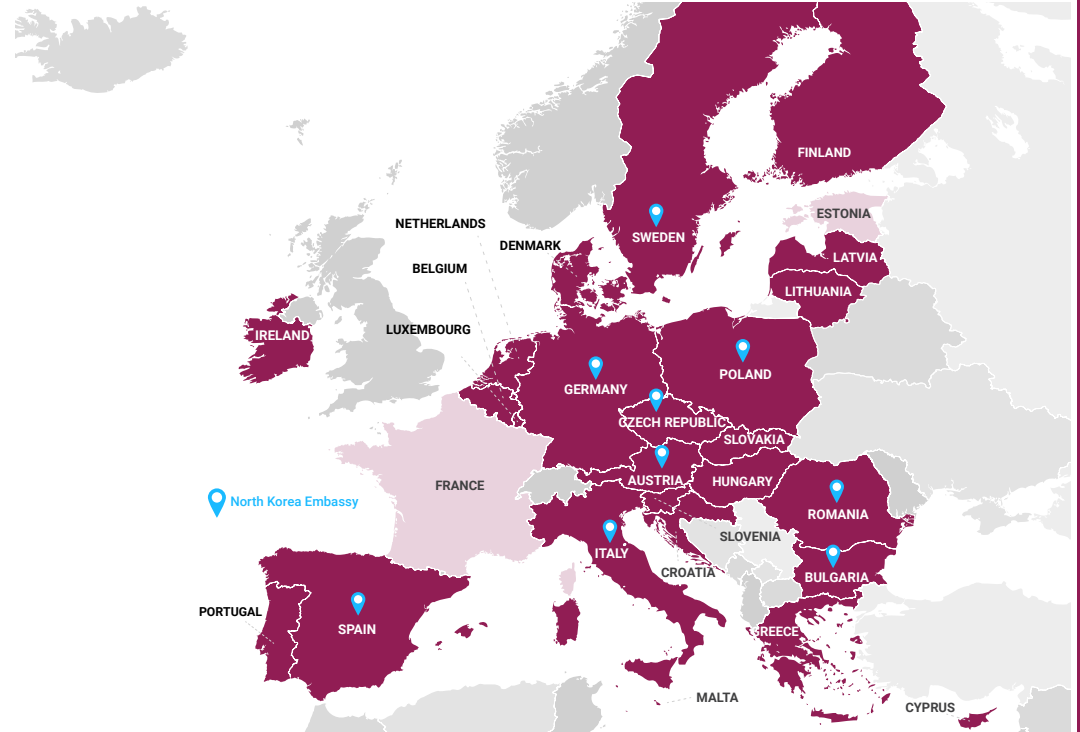 FINLAND
ESTONIA
NETHERLANDS
SWEDEN
DENMARK
LATVIA
BELGIUM
LITHUANIA
LUXEMBOURG
IRELAND
POLAND
GERMANY
CZECH REPUBLIC
SLOVAKIA
AUSTRIA
HUNGARY
FRANCE
North Korea Embassy
ROMANIA
SLOVENIA
ITALY
CROATIA
BULGARIA
PORTUGAL
SPAIN
GREECE
MALTA
CYPRUS